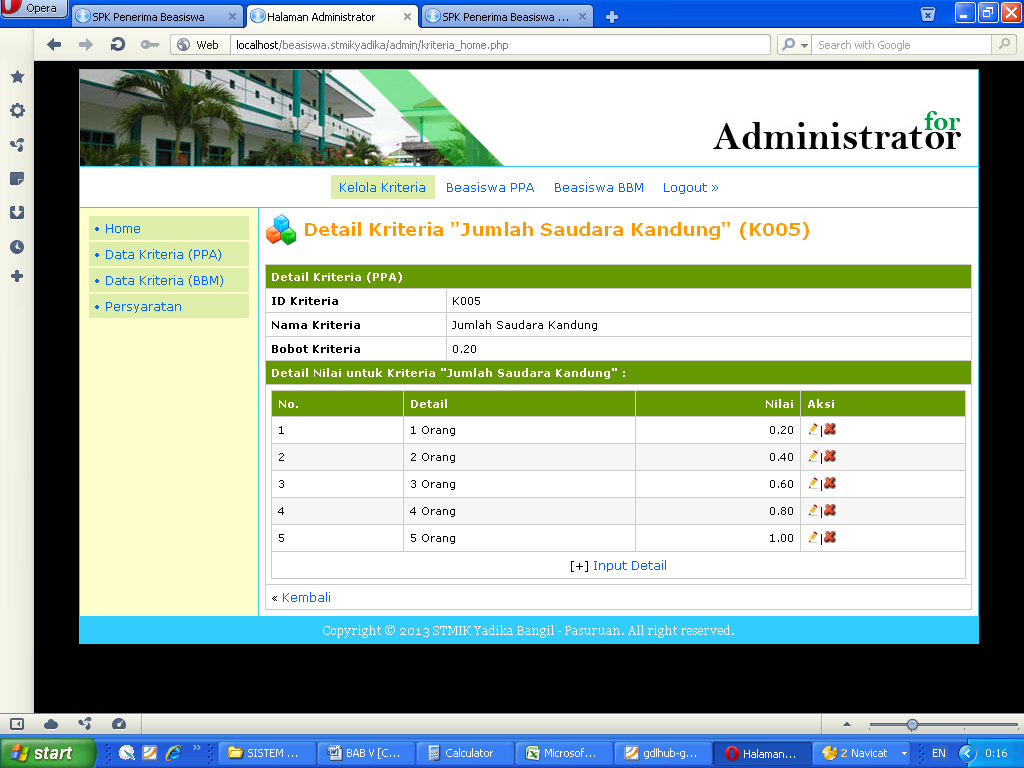 Opera
SPK Penerima Beasiswa
Halaman Administrator
SPK Penerima Beasiswa ...
Web
localhost/beasiswa.stmikyadika/admin/kriteria_home.php
Search with Google
Administrator
for
Kelola Kriteria
Beasiswa PPA
Beasiswa BBM
Logout »
• Home
• Data Kriteria (PPA)
• Data Kriteria (BBM)
• Persyaratan
Detail Kriteria "Jumlah Saudara Kandung" (K005)
Detail Kriteria (PPA)
ID Kriteria K005
Nama Kriteria Jumlah Saudara Kandung
Bobot Kriteria 0.20
Detail Nilai untuk Kriteria "Jumlah Saudara Kandung" :
No. Detail Nilai Aksi
1 1 Orang 0.20 |
2 2 Orang 0.40 |
3 3 Orang 0.60 |
4 4 Orang 0.80 |
5 5 Orang 1.00 |
[+] Input Detail
« Kembali
Copyright © 2013 STMIK Yadika Bangil - Pasuruan. All right reserved.
start
»
SISTEM ...
BAB V [C...
Calculator
Microsof...
gdlhub-g...
Halaman...
2 Navicat
EN
0:16